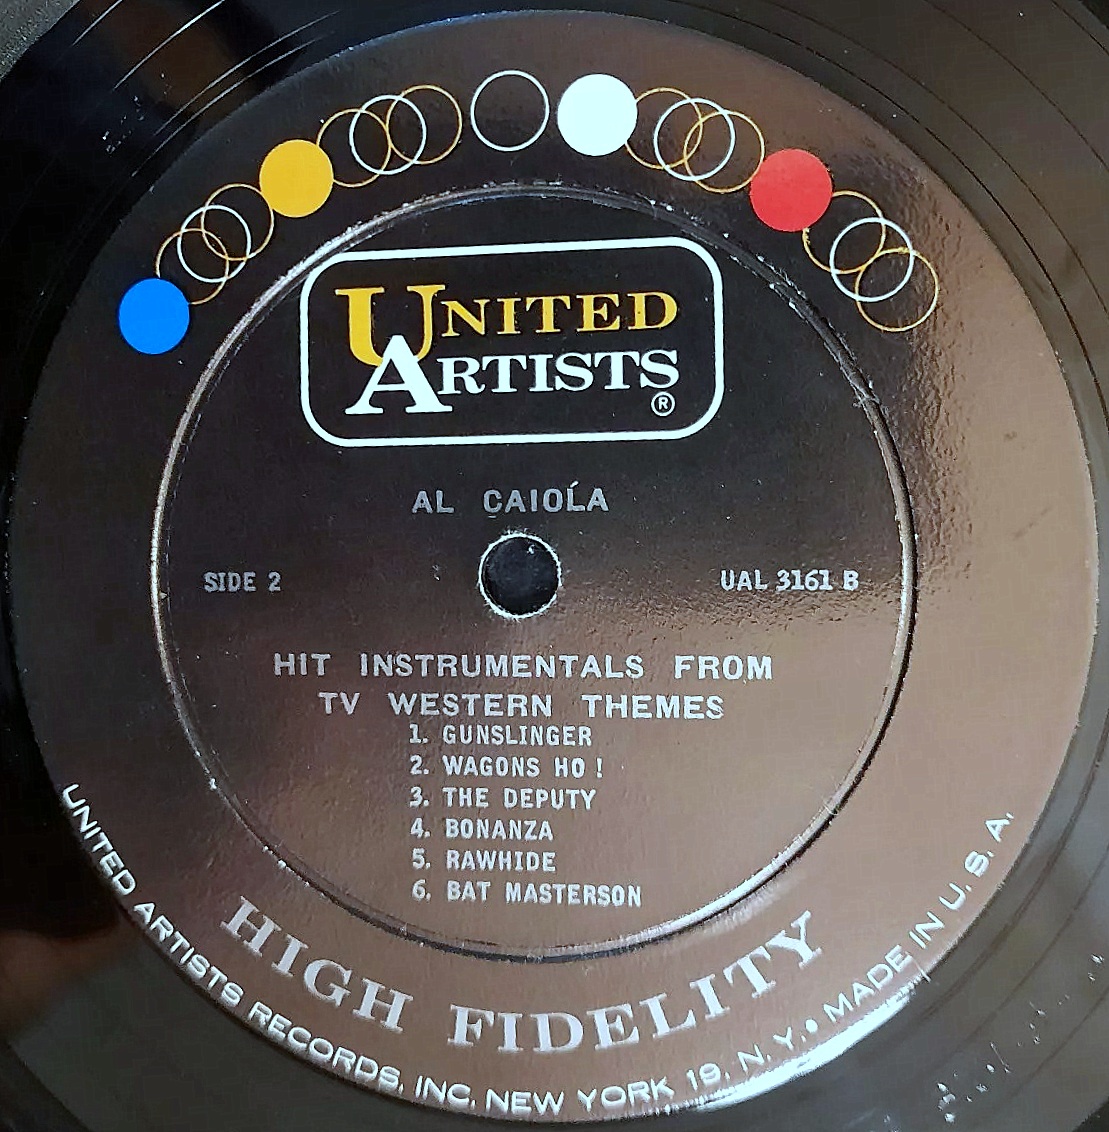 UNITED
ARTISTS
®
AL CAIOLA
SIDE 2
UAL 3161 B
HIT INSTRUMENTALS FROM
TV WESTERN THEMES
1. GUNSLINGER
2. WAGONS HO!
3. THE DEPUTY
4. BONANZA
5. RAWHIDE
6. BAT MASTERSON
HIGH FIDELITY
UNITED ARTISTS RECORDS, INC. NEW YORK 19, N. Y. • MADE IN U. S. A.